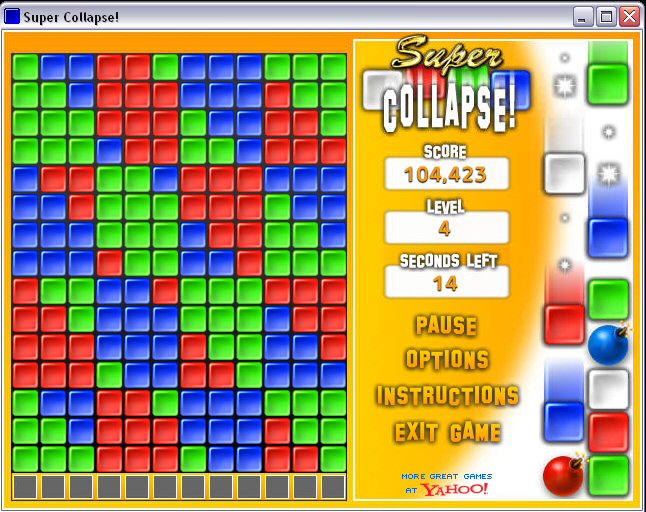 Super Collapse!
Super
COLLAPSE!
SCORE
104,423
LEVEL
4
SECONDS LEFT
14
PAUSE
OPTIONS
INSTRUCTIONS
EXIT GAME
MORE GREAT GAMES
AT YAHOO!